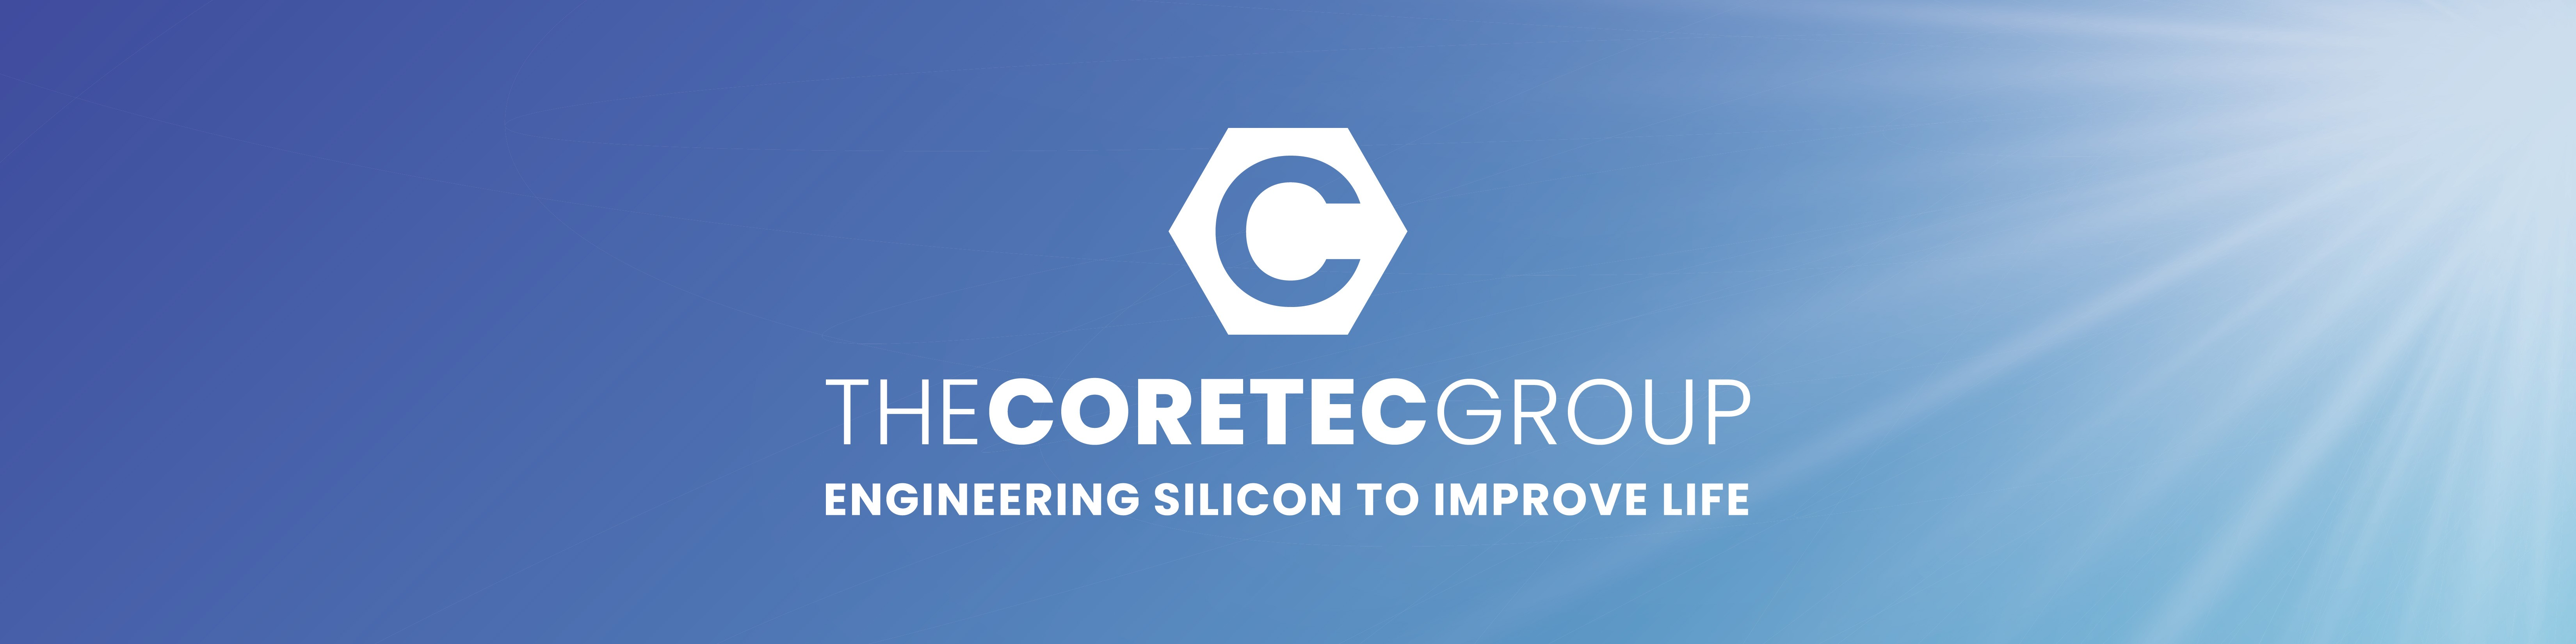 C
THECORETECGROUP
ENGINEERING SILICON TO IMPROVE LIFE